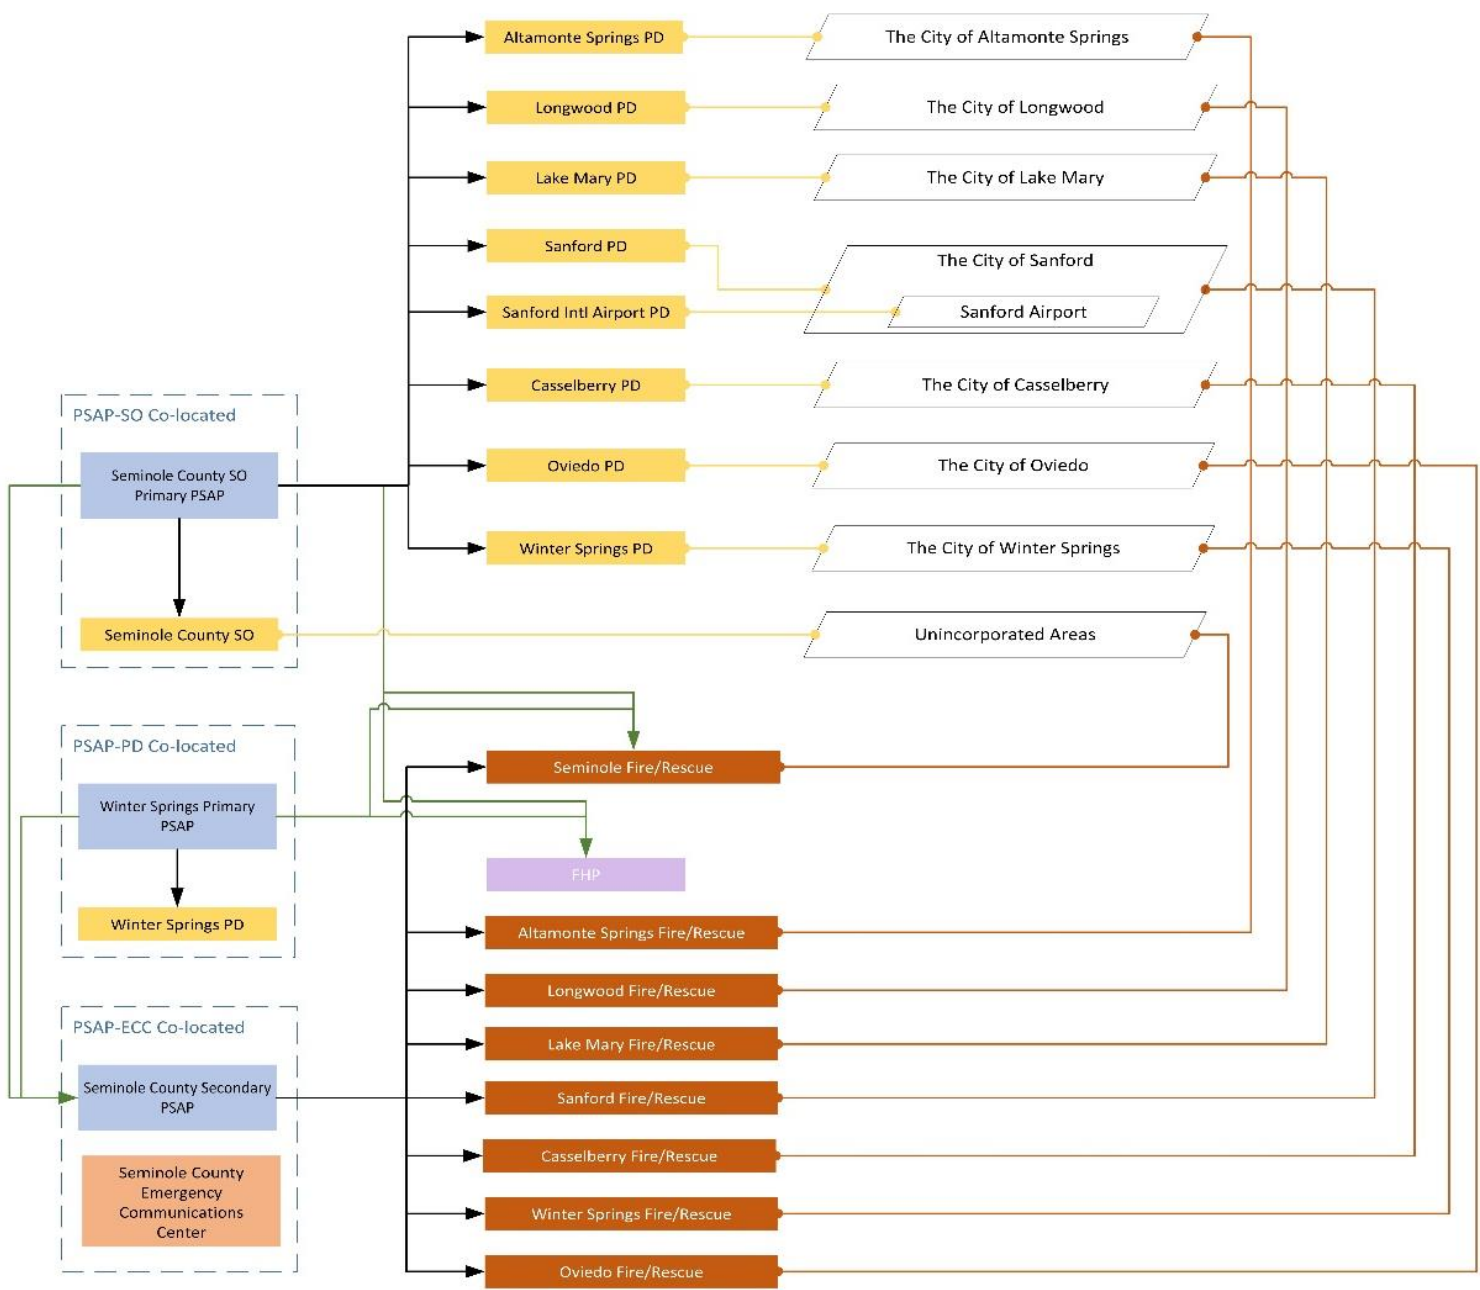 Altamonte Springs PD
The City of Altamonte Springs
Longwood PD
The City of Longwood
Lake Mary PD
The City of Lake Mary
Sanford PD
The City of Sanford
Sanford Intl Airport PD
Sanford Airport
Casselberry PD
The City of Casselberry
PSAP-SO Co-located
Seminole County SO
Primary PSAP
Oviedo PD
The City of Oviedo
Winter Springs PD
The City of Winter Springs
Seminole County SO
Unincorporated Areas
PSAP-PD Co-located
Seminole Fire/Rescue
Winter Springs Primary
PSAP
FHP
Winter Springs PD
Altamonte Springs Fire/Rescue
Longwood Fire/Rescue
PSAP-ECC Co-located
Lake Mary Fire/Rescue
Seminole County Secondary
PSAP
Sanford Fire/Rescue
Casselberry Fire/Rescue
Seminole County
Emergency
Communications
Center
Winter Springs Fire/Rescue
Oviedo Fire/Rescue